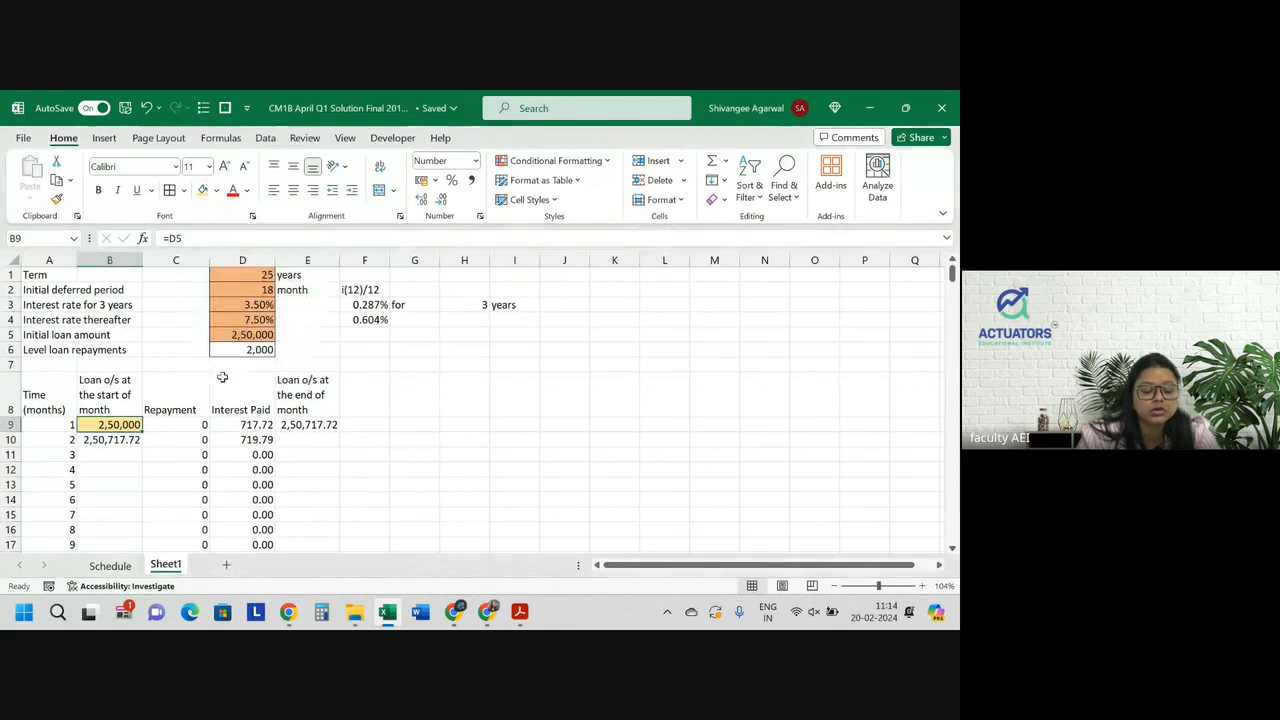 AutoSave On CM1B April Q1 Solution Final 201... • Saved Search Shivangee Agarwal SA
File Home Insert Page Layout Formulas Data Review View Developer Help Comments Share
Paste Calibri 11 Number Conditional Formatting Insert Sort & Find & Add-ins Analyze
Format as Table Delete Filter Select Data
Cell Styles Format
Clipboard Font Alignment Number Styles Cells Editing Add-ins
B9 fx =D5
A B C D E F G H I J K L M N O P Q
1 Term 25 years
2 Initial deferred period 18 month i(12)/12
3 Interest rate for 3 years 3.50% 0.287% for 3 years
4 Interest rate thereafter 7.50% 0.604%
5 Initial loan amount 2,50,000
6 Level loan repayments 2,000
7
8 Time (months) Loan o/s at the start of month Repayment Interest Paid Loan o/s at the end of month
9 1 2,50,000 0 717.72 2,50,717.72
10 2 2,50,717.72 0 719.79
11 3 0 0.00
12 4 0 0.00
13 5 0 0.00
14 6 0 0.00
15 7 0 0.00
16 8 0 0.00
17 9 0 0.00
Schedule Sheet1
Ready Accessibility: Investigate 104%
ENG IN 11:14 20-02-2024
ACTUATORS
EDUCATIONAL INSTITUTE
faculty AEI